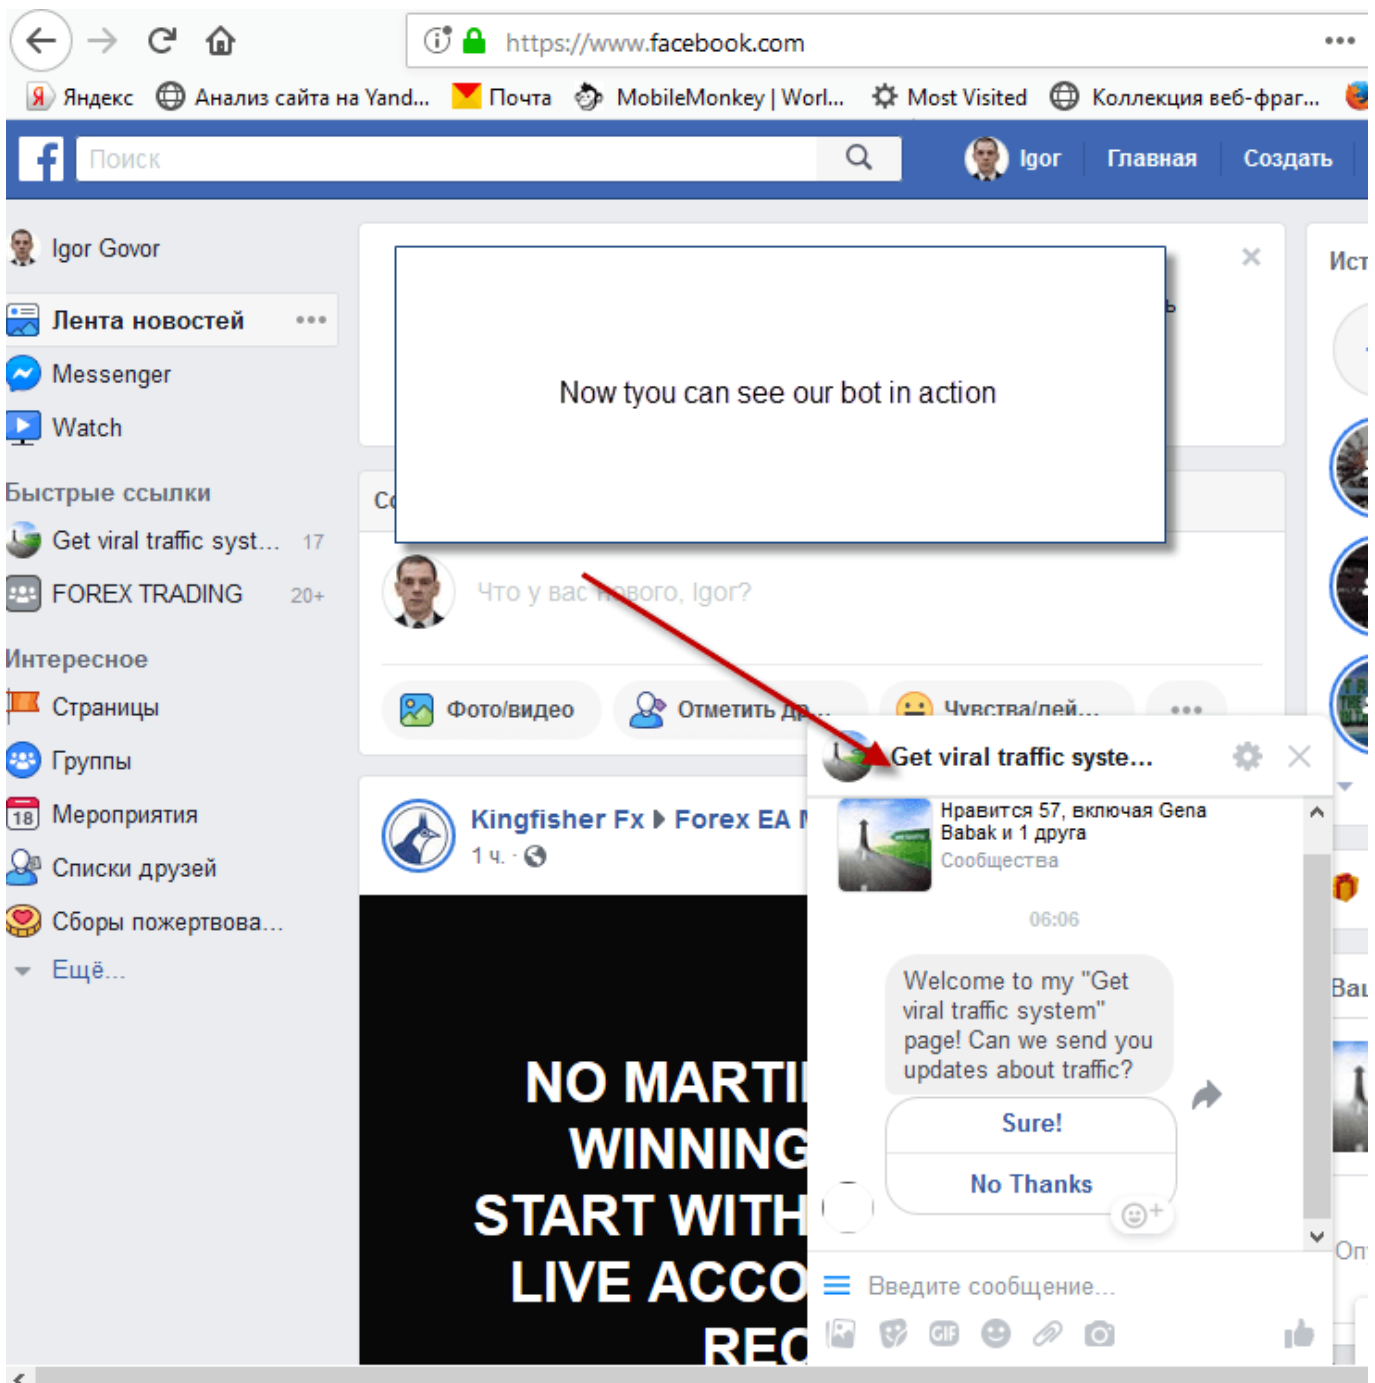 https://www.facebook.com
Яндекс
Анализ сайта на Yand...
Почта
MobileMonkey | Worl...
Most Visited
Коллекция веб-фраг...
Поиск
Igor
Главная
Создать
Igor Govor
Лента новостей
Messenger
Watch
Быстрые ссылки
Get viral traffic syst... 17
FOREX TRADING 20+
Интересное
Страницы
Группы
18 Мероприятия
Списки друзей
Сборы пожертвова...
Ещё...
Now tyou can see our bot in action
Что у вас нового, Igor?
Фото/видео
Отметить др...
Чувства/дей...
Kingfisher Fx Forex EA
1 ч.
NO
WINNING
START WITH
LIVE
Get viral traffic syste...
Нравится 57, включая Gena
Babak и 1 друга
Сообщества
06:06
Welcome to my "Get
viral traffic system"
page! Can we send you
updates about traffic?
Sure!
No Thanks
Введите сообщение...
GIF